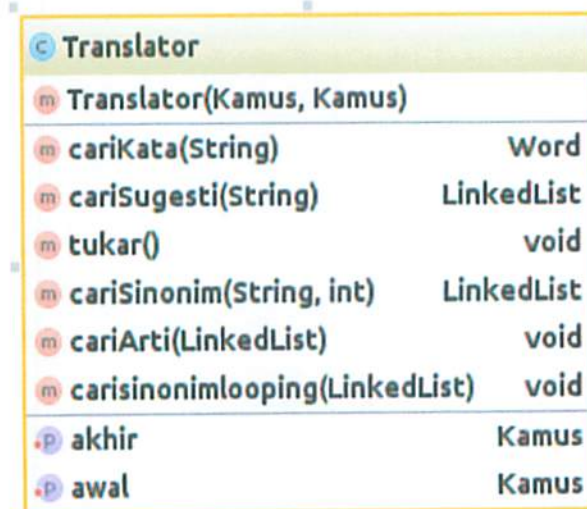 C Translator
m Translator(Kamus, Kamus)
m cariKata(String) Word
m cariSugesti(String) LinkedList
m tukar() void
m cariSinonim(String, int) LinkedList
m cariArti(LinkedList) void
m carisinonimlooping(LinkedList) void
p akhir Kamus
p awal Kamus